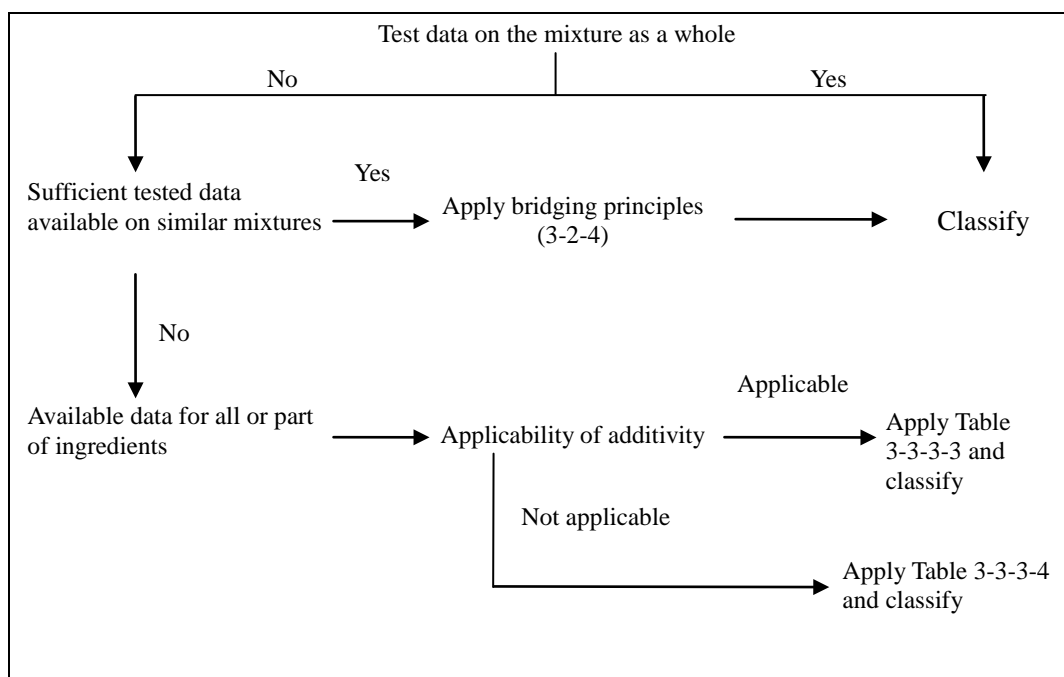 Test data on the mixture as a whole
No
Yes
Sufficient tested data
available on similar mixtures
Yes
Apply bridging principles
(3-2-4)
Classify
No
Available data for all or part
of ingredients
Applicability of additivity
Applicable
Apply Table
3-3-3-3 and
classify
Not applicable
Apply Table 3-3-3-4
and classify